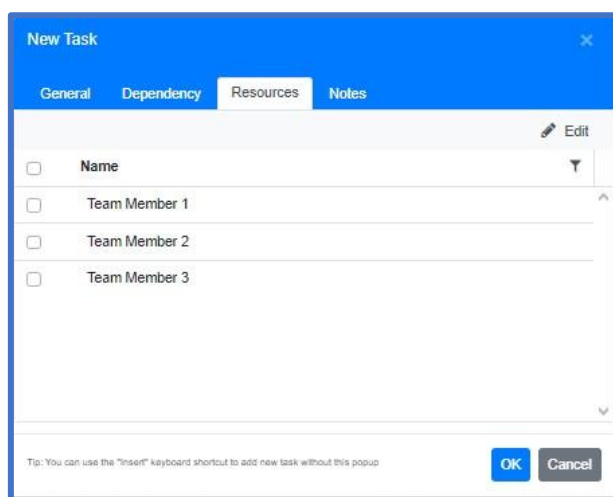 New Task
General Dependency Resources Notes
Edit
Name
Team Member 1
Team Member 2
Team Member 3
Tip: You can use the "Insert" keyboard shortcut to add new task without this popup
OK Cancel